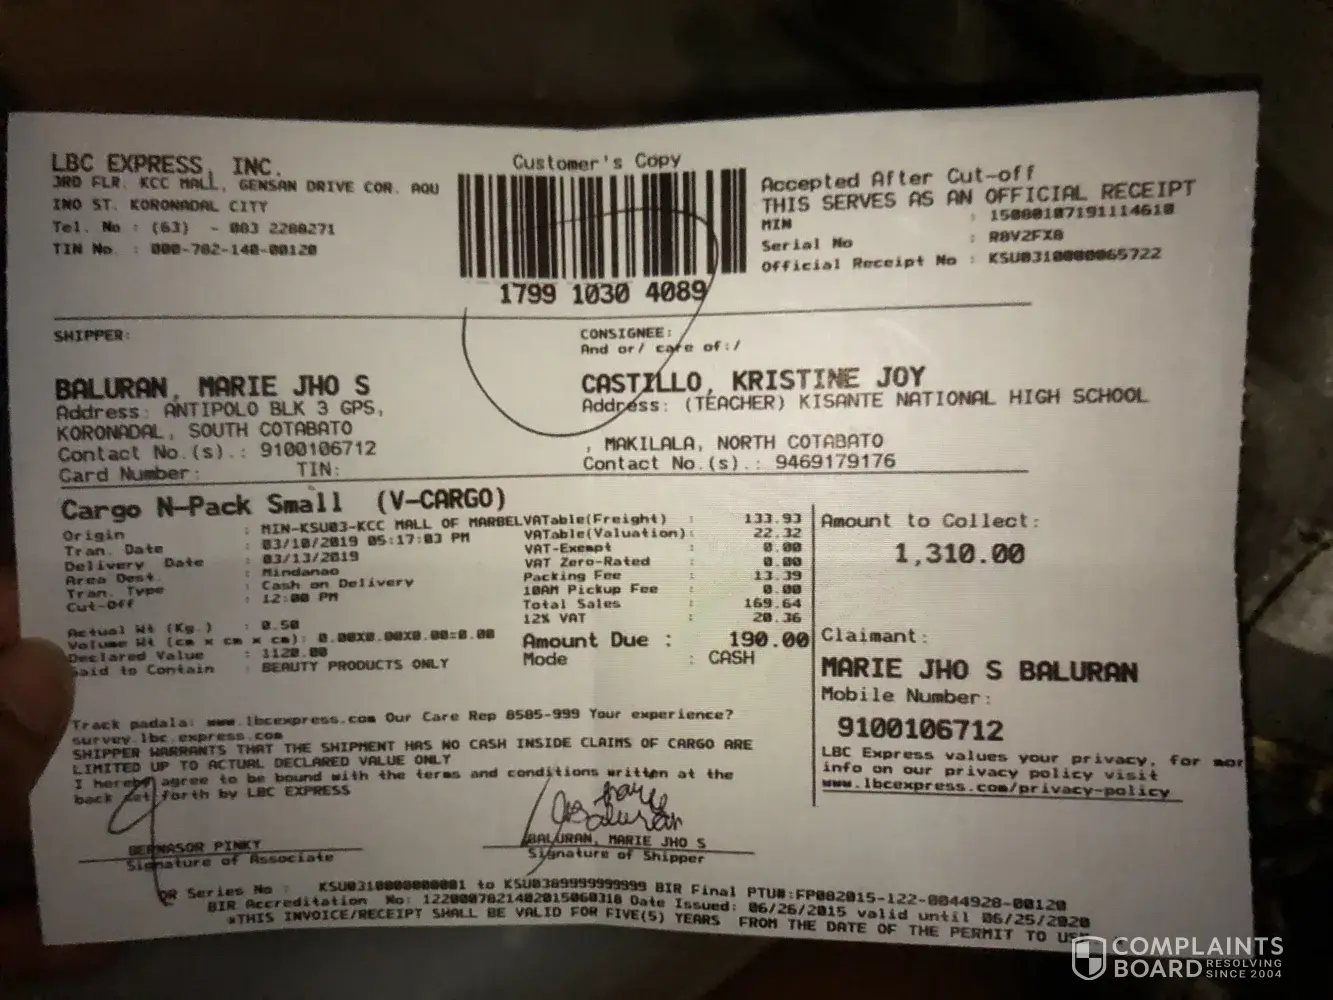 Customer's Copy
LBC EXPRESS, INC.
3RD FLR. KCC MALL, GENSAN DRIVE COR. AQU
INO ST. KORONADAL CITY
Tel. No : (63) - 083 2288271
TIN No. : 000-782-140-00120
1799 1030 4089
Accepted After Cut-off
THIS SERVES AS AN OFFICIAL RECEIPT
MIN : 15080107191114610
Serial No : R8V2FX8
Official Receipt No : KSU0310000065722
SHIPPER:
BALURAN, MARIE JHO S
Address: ANTIPOLO BLK 3 GPS,
KORONADAL, SOUTH COTABATO
Contact No.(s).: 9100106712
Card Number: TIN:
CONSIGNEE:
And or/ care of:/
CASTILLO, KRISTINE JOY
Address: (TEACHER) KISANTE NATIONAL HIGH SCHOOL
, MAKILALA, NORTH COTABATO
Contact No.(s).: 9469179176
Cargo N-Pack Small (V-CARGO)
Origin : MIN-KSU03-KCC MALL OF MARBEL
Tran. Date : 03/10/2019 05:17:03 PM
Delivery Date : 03/13/2019
Area Dest. : Mindanao
Tran. Type : Cash on Delivery
Cut-Off : 12:00 PM
Actual Wt (Kg.) : 0.50
Volume Wt (cm x cm x cm): 0.00X0.00X0.00=0.00
Declared Value : 1120.00
Said to Contain : BEAUTY PRODUCTS ONLY
VATable(Freight) : 133.93
VATable(Valuation): 22.32
VAT-Exempt : 0.00
VAT Zero-Rated : 0.00
Packing Fee : 13.39
10AM Pickup Fee : 0.00
Total Sales : 169.64
12% VAT : 20.36
Amount Due : 190.00
Mode : CASH
Amount to Collect:
1,310.00
Claimant:
MARIE JHO S BALURAN
Mobile Number:
9100106712
LBC Express values your privacy, for mor
info on our privacy policy visit
www.lbcexpress.com/privacy-policy
Track padala: www.lbcexpress.com Our Care Rep 8585-999 Your experience?
survey.lbc.express.com
SHIPPER WARRANTS THAT THE SHIPMENT HAS NO CASH INSIDE CLAIMS OF CARGO ARE
LIMITED UP TO ACTUAL DECLARED VALUE ONLY
I hereby agree to be bound with the terms and conditions written at the
back set forth by LBC EXPRESS
Marie
Baluran
BERNASOR PINKY
Signature of Associate
BALURAN, MARIE JHO S
Signature of Shipper
OR Series No : KSU0310000000001 to KSU0389999999999 BIR Final PTU#:FP082015-122-0044928-00120
BIR Accreditation No: 12200078214020150603 Date Issued: 06/26/2015 valid until 06/25/2020
*THIS INVOICE/RECEIPT SHALL BE VALID FOR FIVE(5) YEARS FROM THE DATE OF THE PERMIT TO USE
COMPLAINTS
BOARD RESOLVING
SINCE 2004